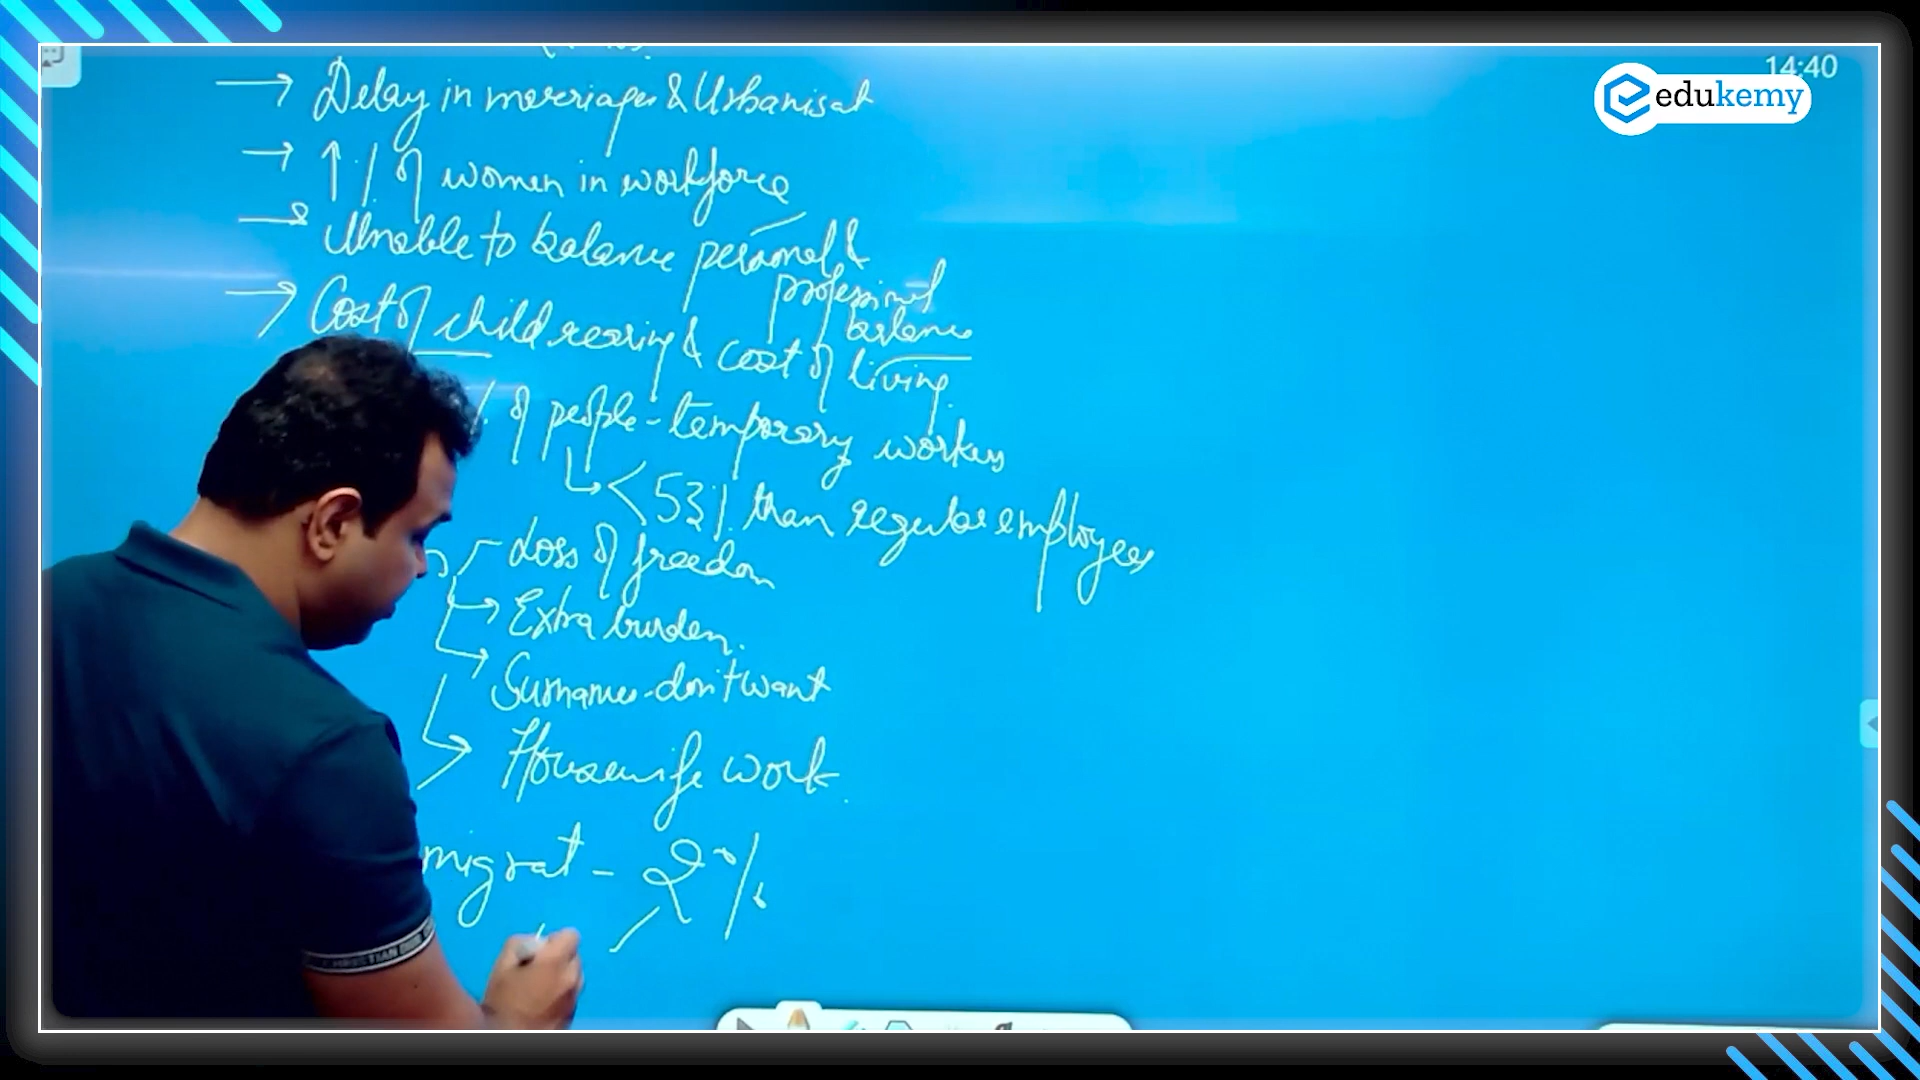 14:40
edukemy
→ Delay in marriages & Urbanisat
→ ↑ % of women in workforce
→ Unable to balance personal &
professional
balance
→ Cost of child rearing & cost of living.
% of people - temporary workers
↳ < 53% than regular employees
Loss of freedom
→ Extra burden.
→ Surnames - don't want
→ Housewife work.
migrat - 2%